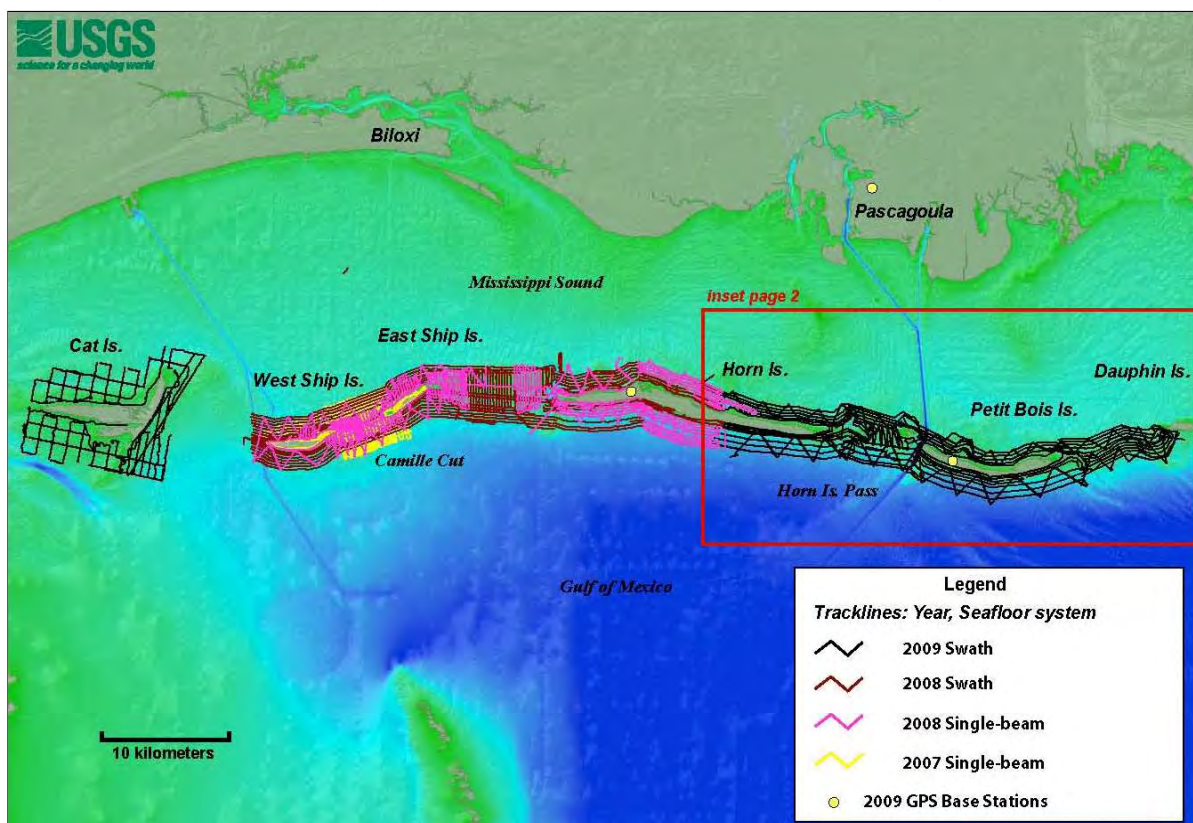 USGS
science for a changing world
Biloxi
Pascagoula
Mississippi Sound
inset page 2
East Ship Is.
Cat Is.
West Ship Is.
Horn Is.
Dauphin Is.
Petit Bois Is.
Camille Cut
Horn Is. Pass
Gulf of Mexico
Legend
Tracklines: Year, Seafloor system
2009 Swath
2008 Swath
2008 Single-beam
2007 Single-beam
2009 GPS Base Stations
10 kilometers